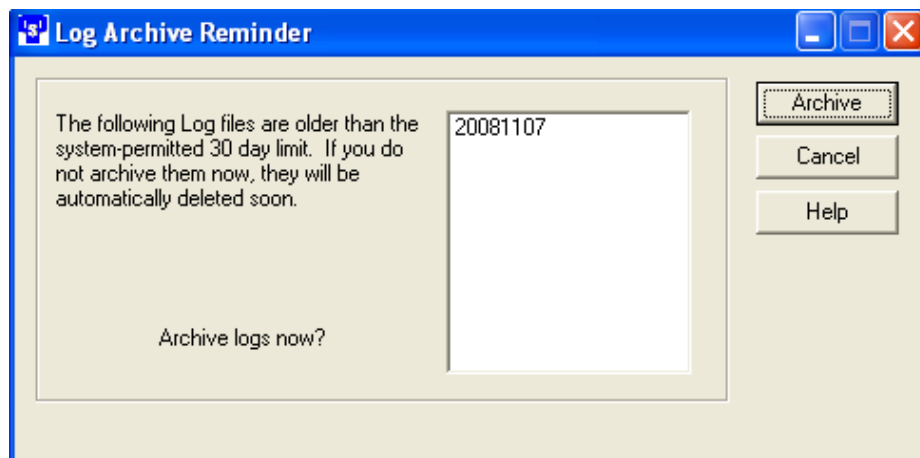 Log Archive Reminder
The following Log files are older than the
system-permitted 30 day limit. If you do
not archive them now, they will be
automatically deleted soon.
Archive logs now?
20081107
Archive
Cancel
Help